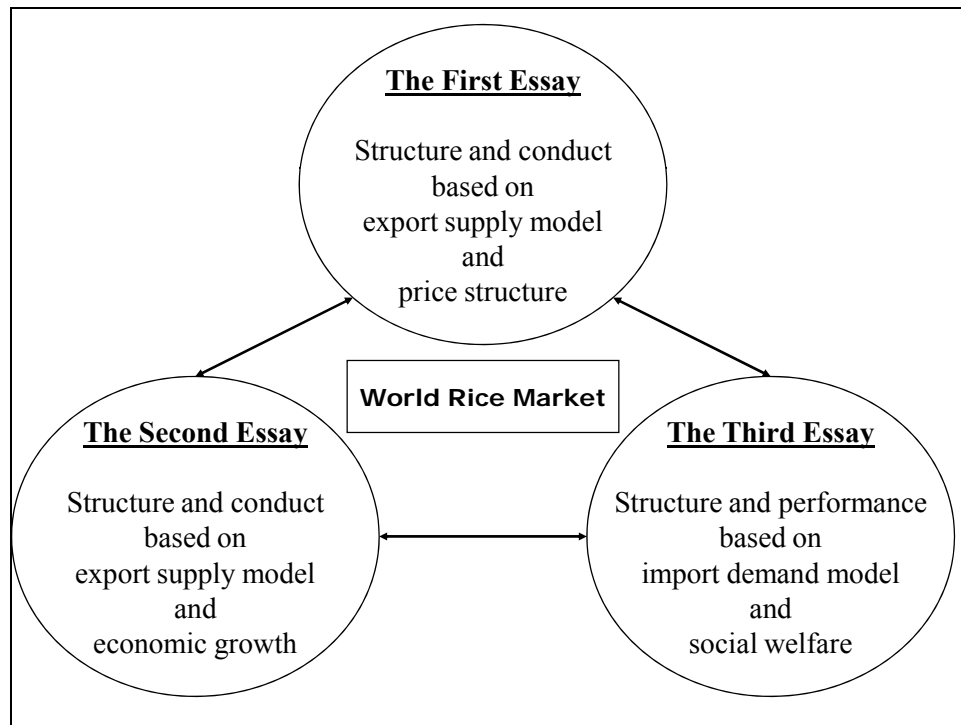 The First Essay
Structure and conduct
based on
export supply model
and
price structure
World Rice Market
The Second Essay
Structure and conduct
based on
export supply model
and
economic growth
The Third Essay
Structure and performance
based on
import demand model
and
social welfare